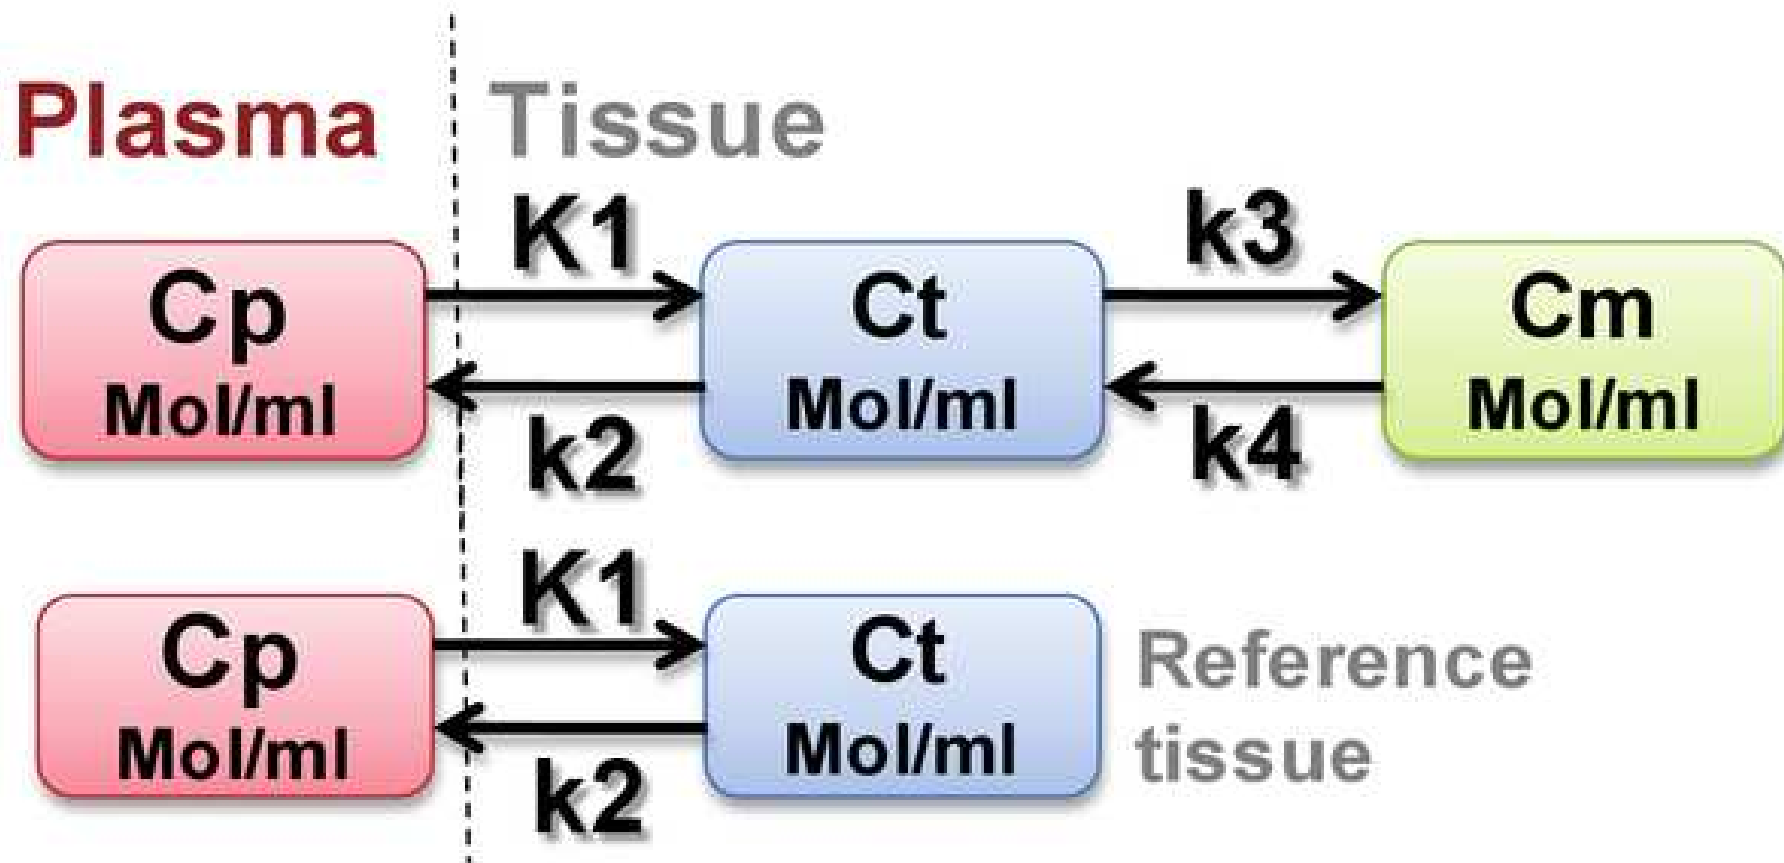 Plasma
Tissue
K1
k3
Cp
Mol/ml
Ct
Mol/ml
Cm
Mol/ml
k2
k4
K1
Cp
Mol/ml
Ct
Mol/ml
Reference
tissue
k2